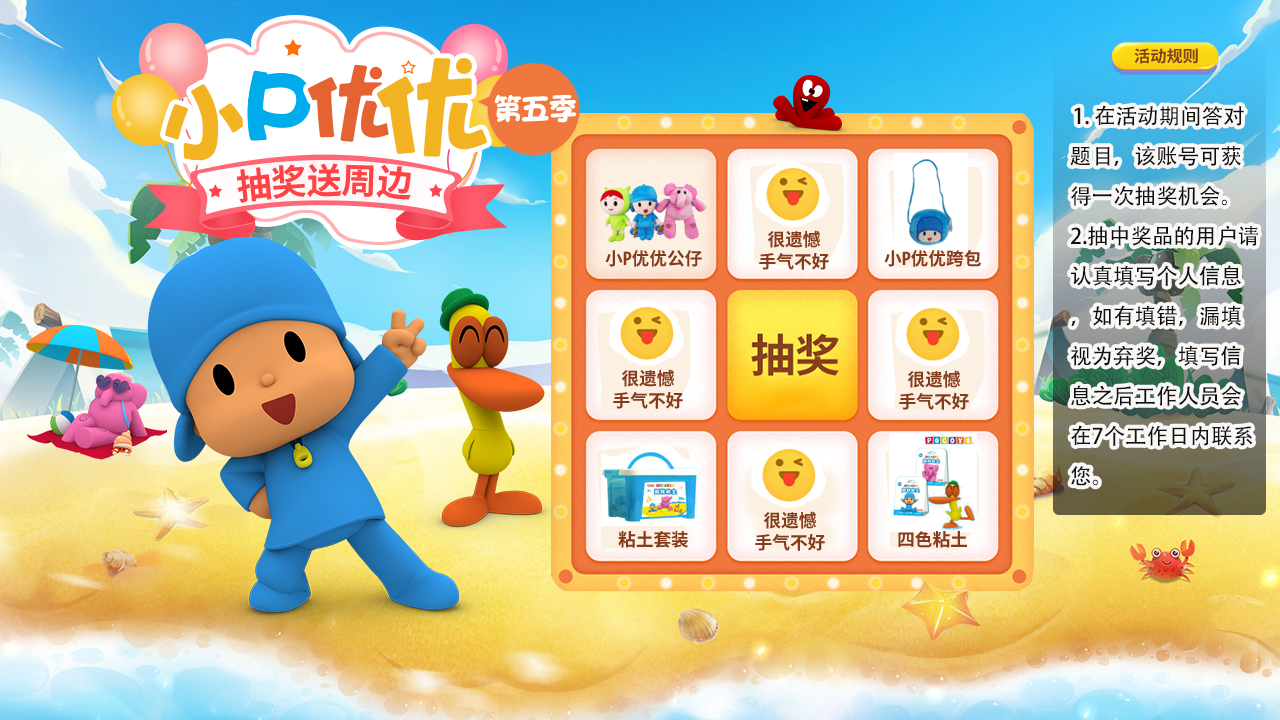 小P优优
第五季
抽奖送周边
小P优优公仔
很遗憾
手气不好
小P优优跨包
很遗憾
手气不好
抽奖
很遗憾
手气不好
粘土套装
很遗憾
手气不好
POCOYO
四色粘土
活动规则
1. 在活动期间答对
题目，该账号可获
得一次抽奖机会。
2.抽中奖品的用户请
认真填写个人信息
，如有填错，漏填
视为弃奖，填写信
息之后工作人员会
在7个工作日内联系
您。